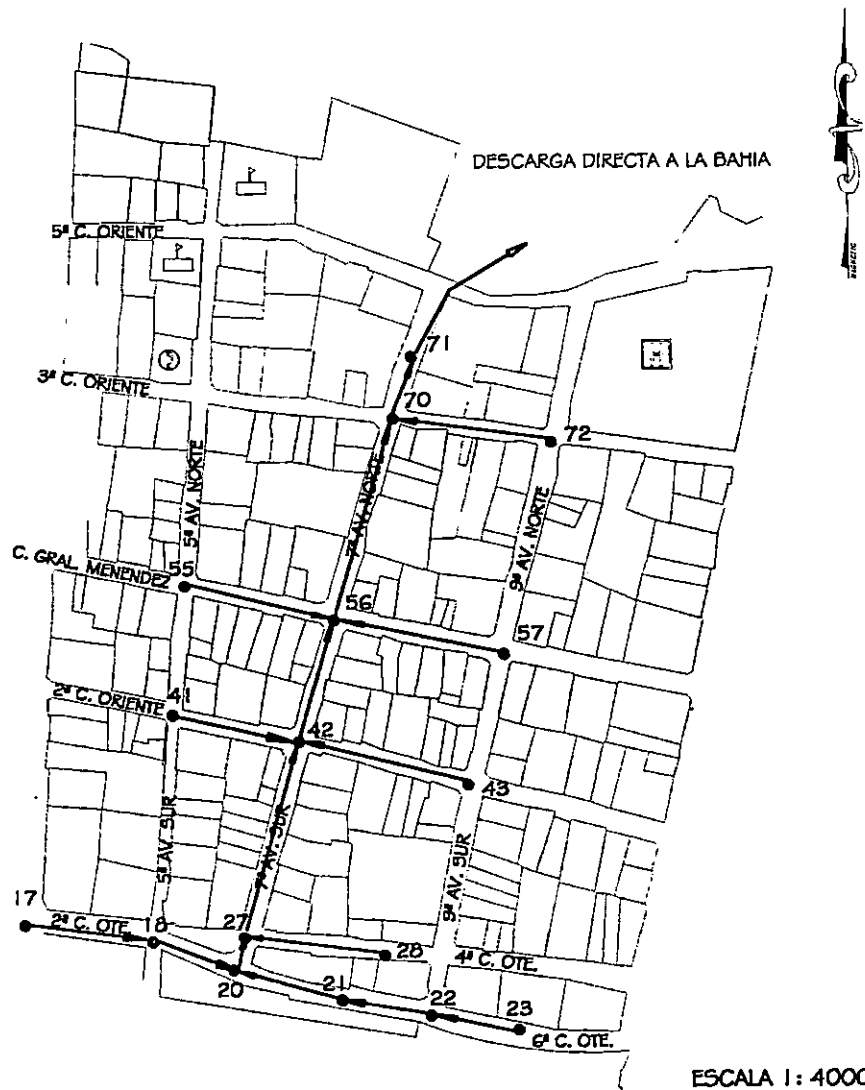 DESCARGA DIRECTA A LA BAHIA
5ª C. ORIENTE
71
3ª C. ORIENTE
70
72
7ª AV. NORTE
5ª AV. NORTE
9ª AV. NORTE
C. GRAL. MENENDEZ
55
56
57
2ª C. ORIENTE
41
42
43
5ª AV. SUR
7ª AV. SUR
9ª AV. SUR
17
2ª C. OTE.
18
27
28
4ª C. OTE.
20
21
22
23
6ª C. OTE.
ESCALA 1: 4000